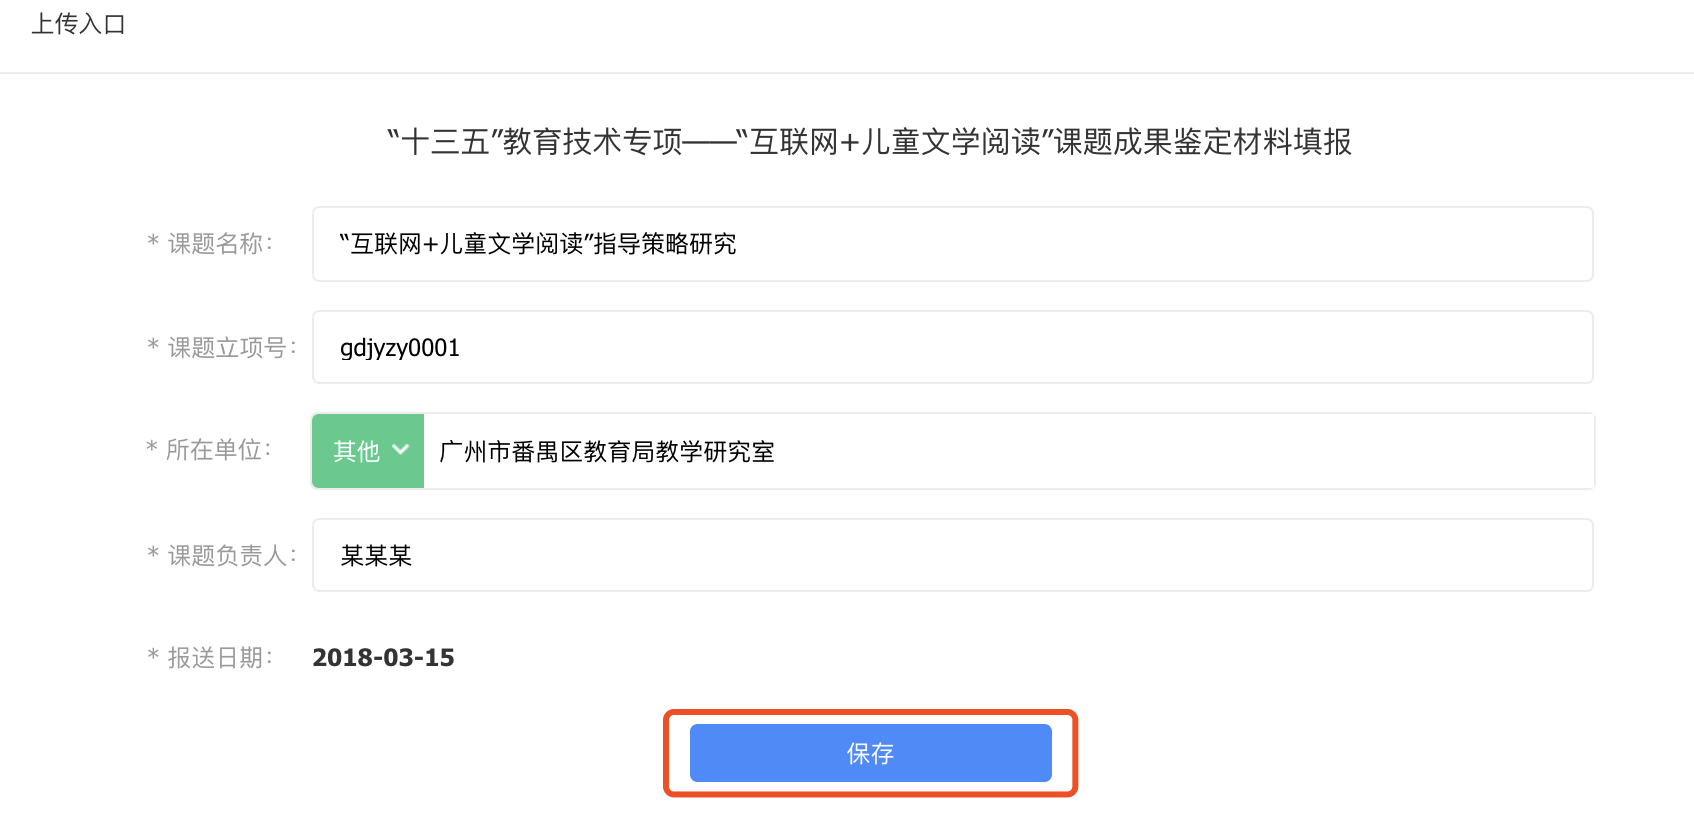 上传入口
“十三五”教育技术专项——“互联网+儿童文学阅读”课题成果鉴定材料填报
* 课题名称： “互联网+儿童文学阅读”指导策略研究
* 课题立项号： gdjyzy0001
* 所在单位： 其他 广州市番禺区教育局教学研究室
* 课题负责人： 某某某
* 报送日期： 2018-03-15
保存